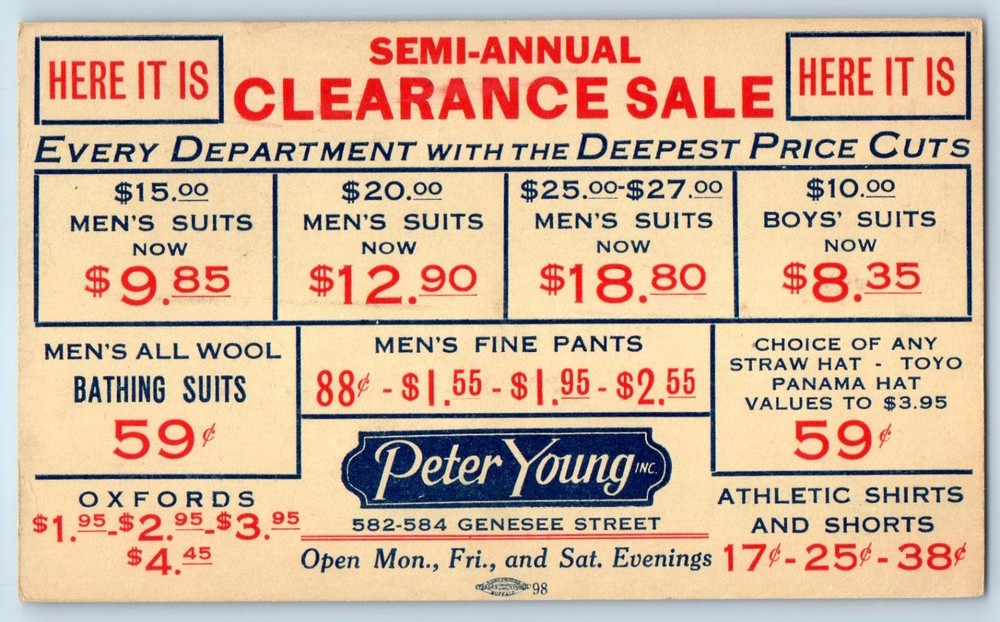 HERE IT IS
SEMI-ANNUAL
CLEARANCE SALE
HERE IT IS
EVERY DEPARTMENT WITH THE DEEPEST PRICE CUTS
$15.00
MEN'S SUITS
NOW
$9.85
$20.00
MEN'S SUITS
NOW
$12.90
$25.00-$27.00
MEN'S SUITS
NOW
$18.80
$10.00
BOYS' SUITS
NOW
$8.35
MEN'S ALL WOOL
BATHING SUITS
59¢
MEN'S FINE PANTS
88¢ - $1.55 - $1.95 - $2.55
CHOICE OF ANY
STRAW HAT - TOYO
PANAMA HAT
VALUES TO $3.95
59¢
OXFORDS
$1.95-$2.95-$3.95
$4.45
Peter Young INC.
582-584 GENESEE STREET
Open Mon., Fri., and Sat. Evenings
ATHLETIC SHIRTS
AND SHORTS
17¢ - 25¢ - 38¢
BUFFALO
98